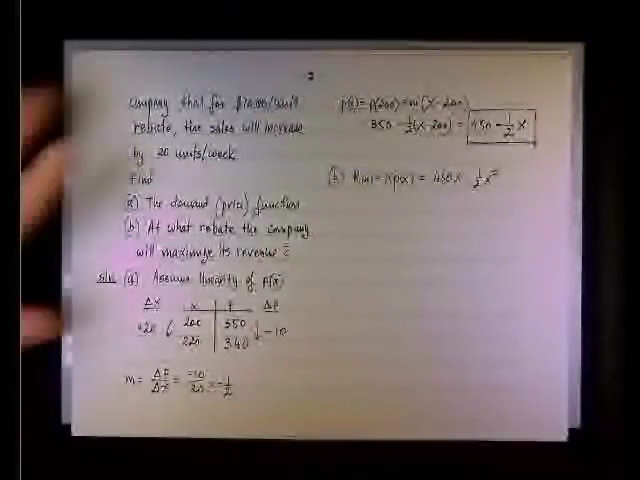 company that for $10.00/unit
rebate, the sales will increase
by 20 units/week.
Find
a) The demand (price) function
(b) At what rebate the company
will maximize its revenue?
Soln (a) Assume linearity of p(x)
Δx x P Δp
+20 200 350 -10
220 340
m = Δp/Δx = -10/20 = -1/2
p(x) = p(200) + m(x - 200)
350 - 1/2(x - 200) = 450 - 1/2 x
(b) R(x) = x p(x) = 450x - 1/2 x²